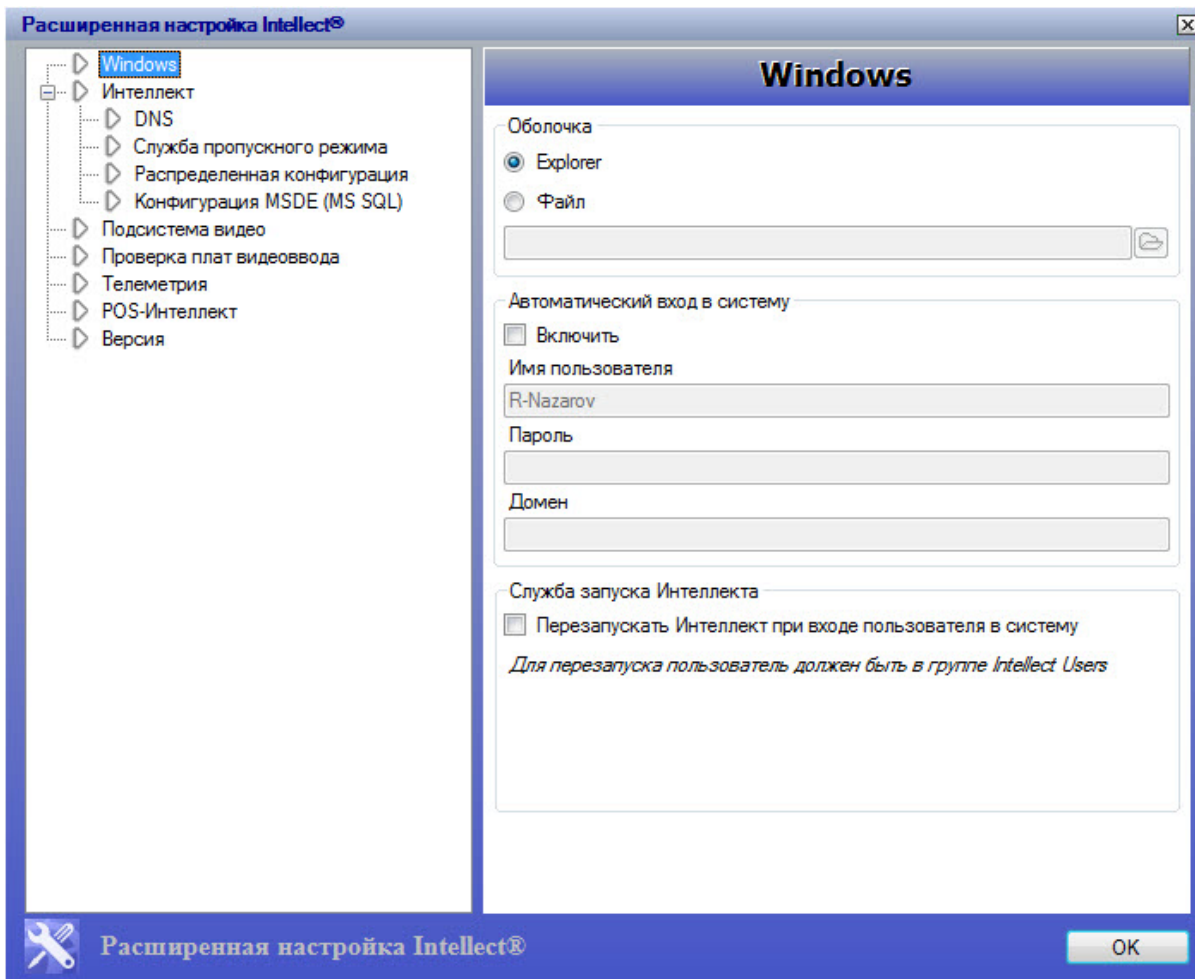 Расширенная настройка Intellect®
Windows
Интеллект
DNS
Служба пропускного режима
Распределенная конфигурация
Конфигурация MSDE (MS SQL)
Подсистема видео
Проверка плат видеоввода
Телеметрия
POS-Интеллект
Версия
Windows
Оболочка
Explorer
Файл
Автоматический вход в систему
Включить
Имя пользователя
R-Nazarov
Пароль
Домен
Служба запуска Интеллекта
Перезапускать Интеллект при входе пользователя в систему
Для перезапуска пользователь должен быть в группе Intellect Users
Расширенная настройка Intellect®
OK